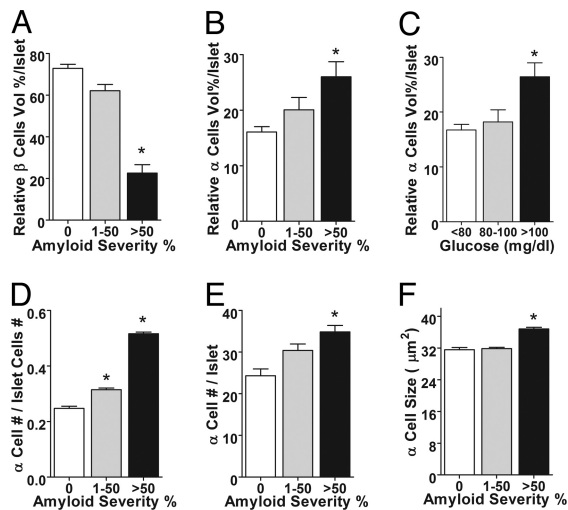 A
Relative β Cells Vol %/Islet
80
60
40
20
0
*
0 1-50 >50
Amyloid Severity %
B
Relative α Cells Vol%/Islet
30
20
10
0
*
0 1-50 >50
Amyloid Severity %
C
Relative α Cells Vol%/Islet
30
20
10
0
*
<80 80-100 >100
Glucose (mg/dl)
D
α Cell # / Islet Cells #
0.6
0.4
0.2
0.0
*
*
0 1-50 >50
Amyloid Severity %
E
α Cell # / Islet
40
30
20
10
0
*
0 1-50 >50
Amyloid Severity %
F
α Cell Size ( μm²)
40
32
24
16
8
0
*
0 1-50 >50
Amyloid Severity %